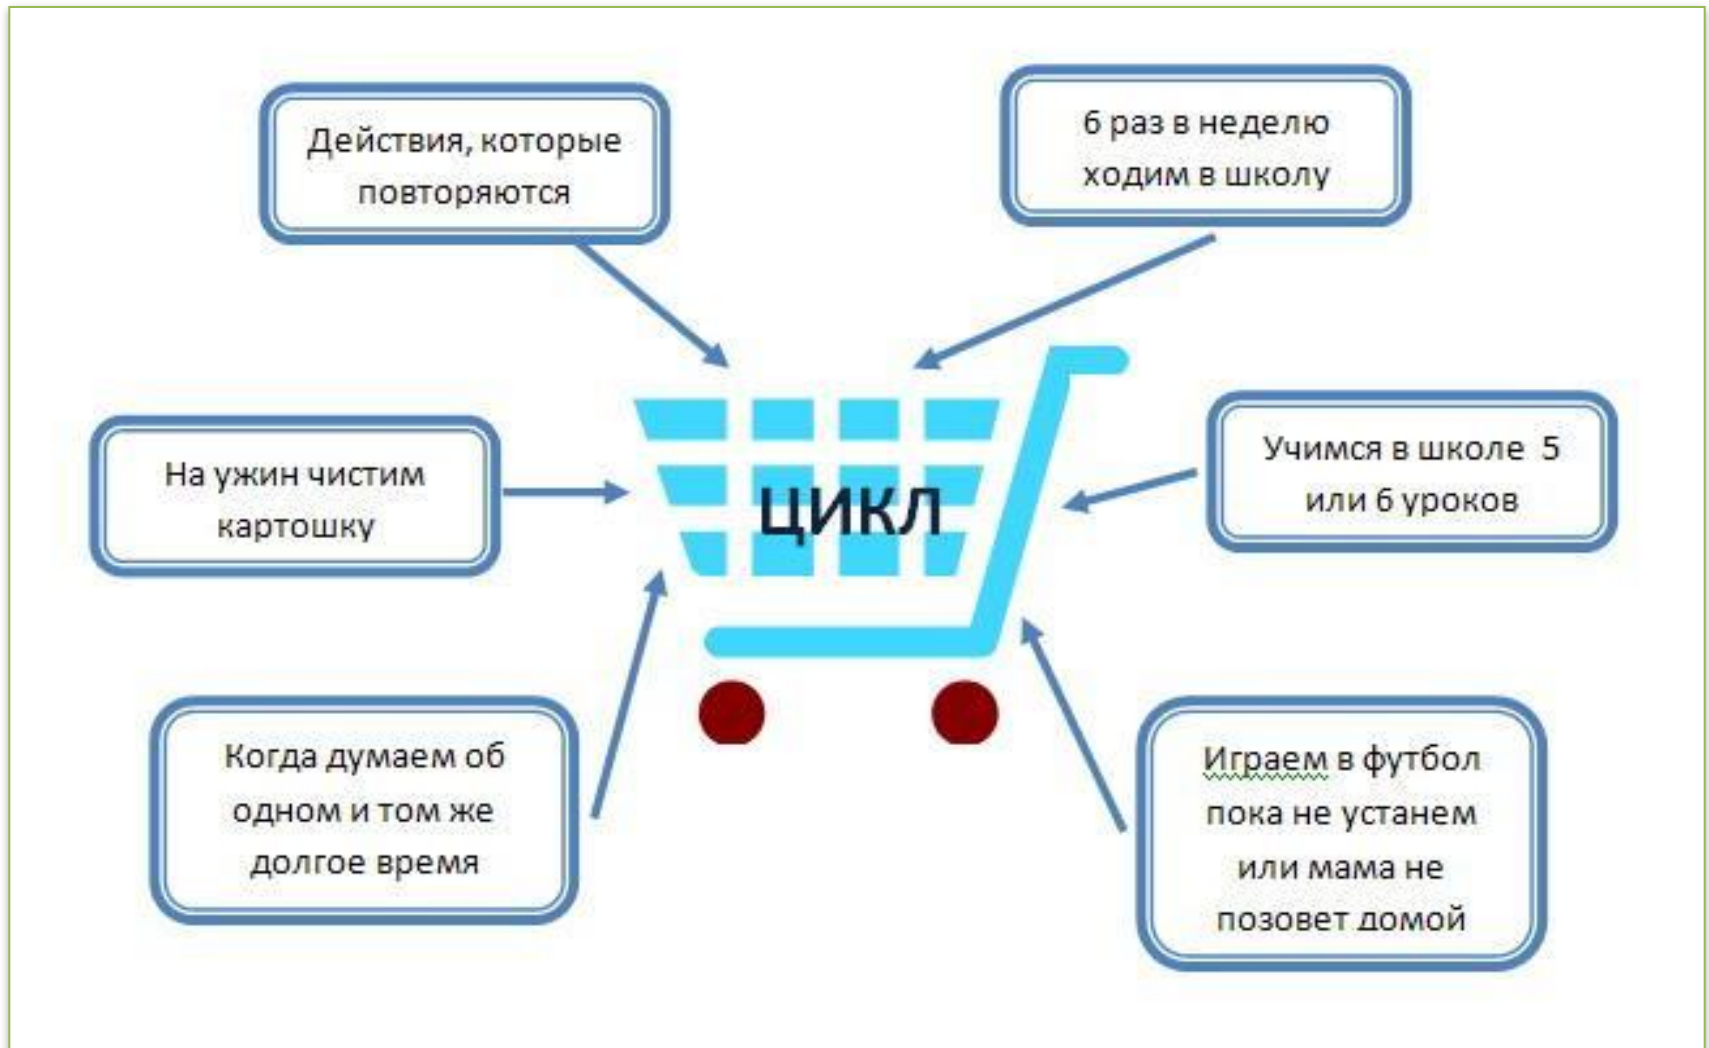 Действия, которые
повторяются
6 раз в неделю
ходим в школу
На ужин чистим
картошку
ЦИКЛ
Учимся в школе 5
или 6 уроков
Когда думаем об
одном и том же
долгое время
Играем в футбол
пока не устанем
или мама не
позовет домой